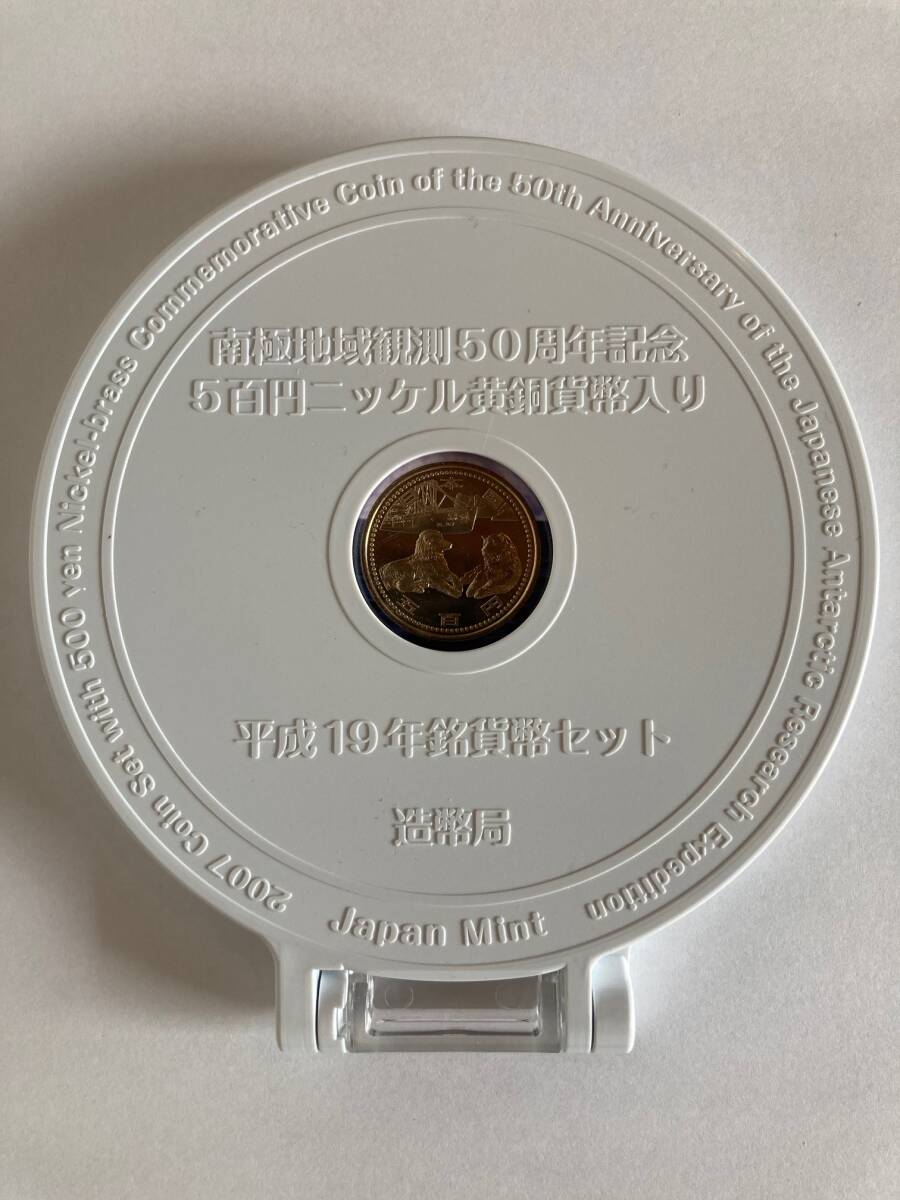 2007 Coin Set with 500 yen Nickel-brass Commemorative Coin of the 50th Anniversary of the Japanese Antarctic Research Expedition
南極地域観測50周年記念
5百円ニッケル黄銅貨幣入り
日本国
五百円
平成19年銘貨幣セット
造幣局
Japan Mint